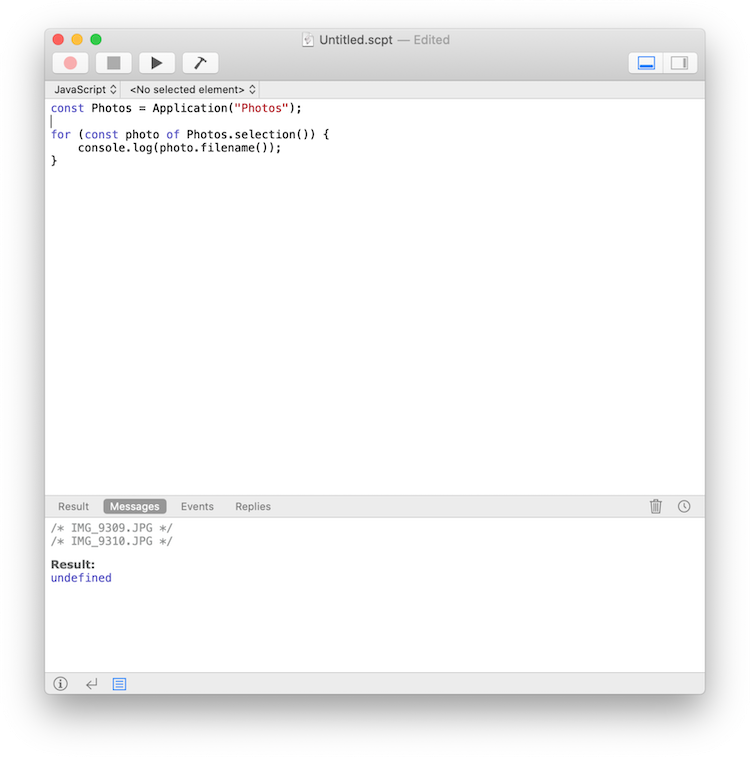 Untitled.scpt — Edited
JavaScript <No selected element>
const Photos = Application("Photos");
for (const photo of Photos.selection()) {
    console.log(photo.filename());
}
Result Messages Events Replies
/* IMG_9309.JPG */
/* IMG_9310.JPG */
Result:
undefined